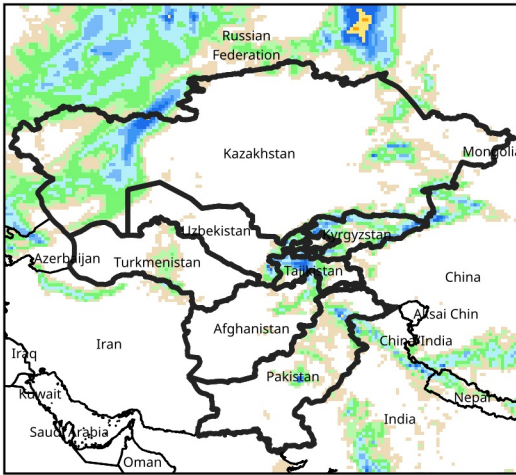 Russian
Federation
Kazakhstan
Mongolia
Uzbekistan
Kyrgyzstan
Azerbaijan
Turkmenistan
Tajikistan
China
Aksai Chin
Afghanistan
China/India
Iran
Iraq
Pakistan
Kuwait
Nepal
India
Saudi Arabia
Oman